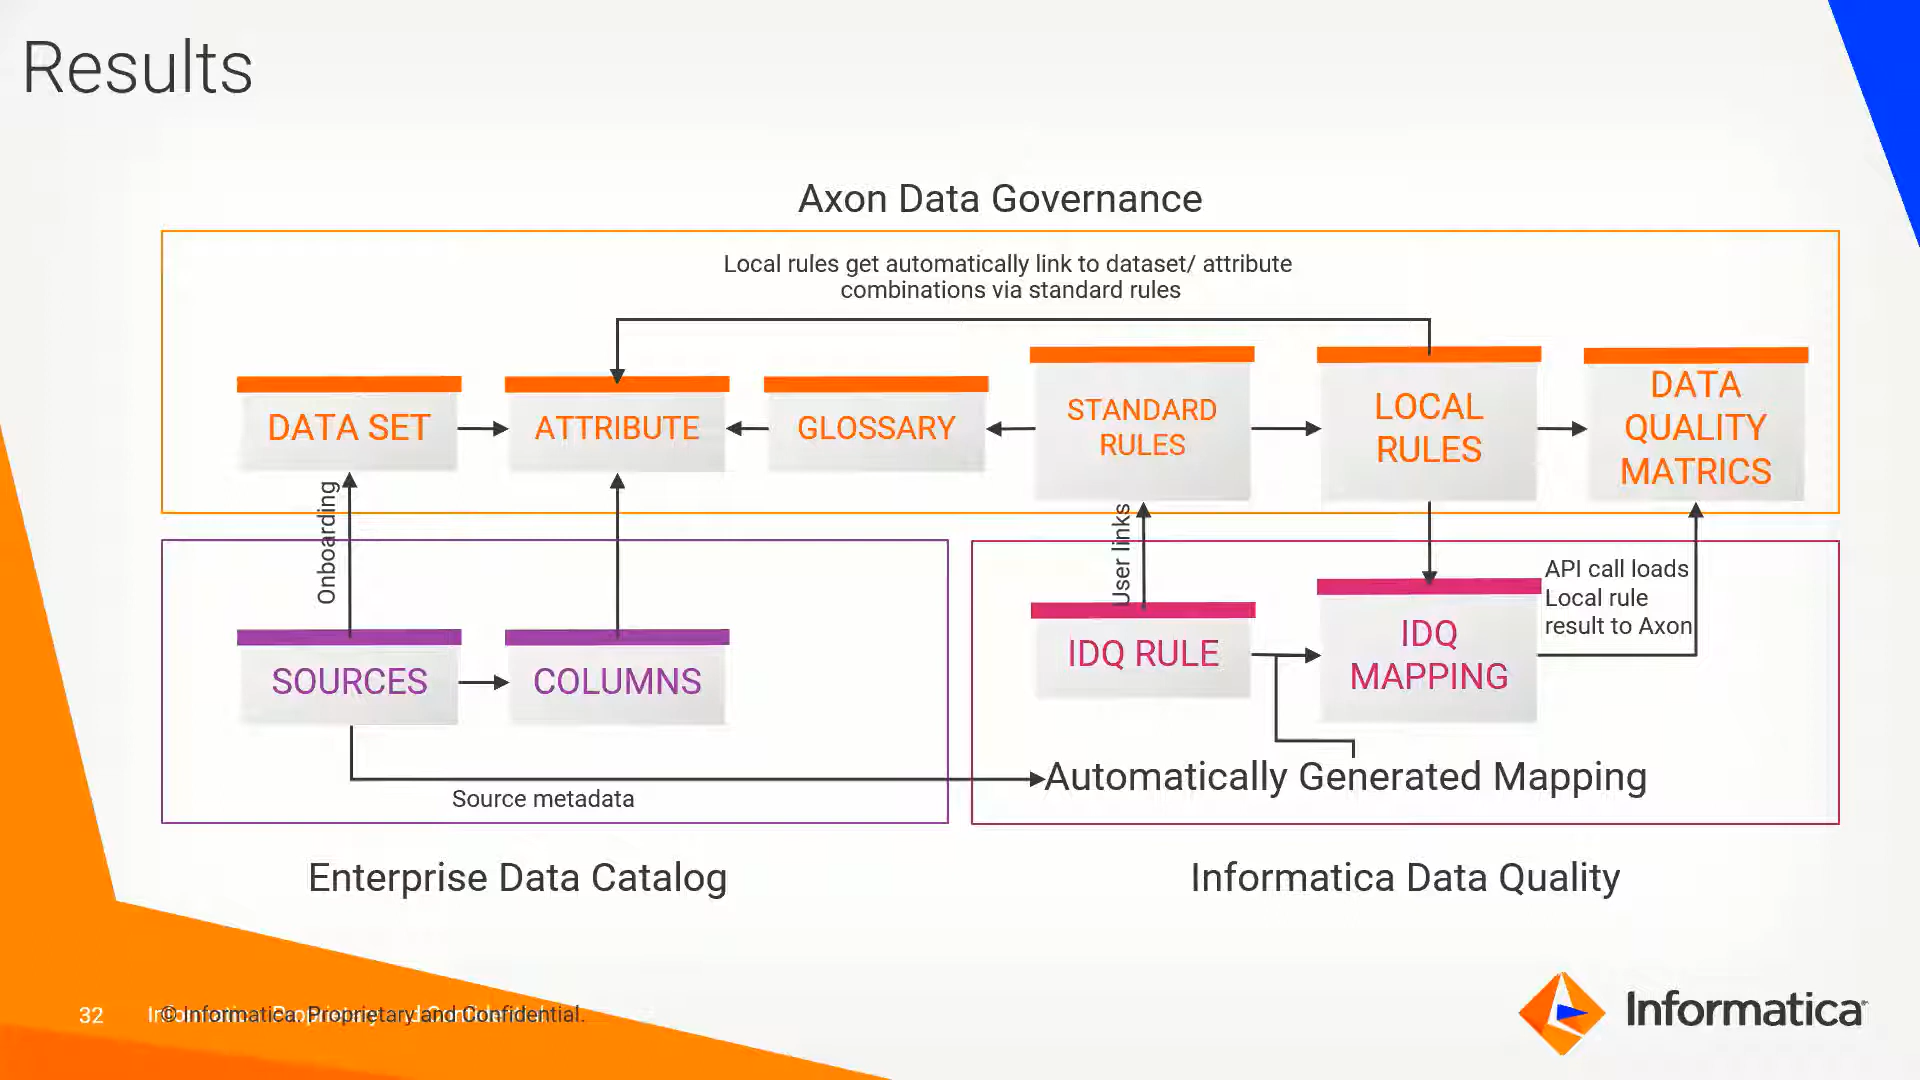 Results
Axon Data Governance
Local rules get automatically link to dataset/ attribute
combinations via standard rules
DATA SET
ATTRIBUTE
GLOSSARY
STANDARD
RULES
LOCAL
RULES
DATA
QUALITY
MATRICS
Onboarding
User links
API call loads
Local rule
result to Axon
SOURCES
COLUMNS
IDQ RULE
IDQ
MAPPING
Source metadata
Automatically Generated Mapping
Enterprise Data Catalog
Informatica Data Quality
32
© Informatica. Proprietary and Confidential.
Informatica